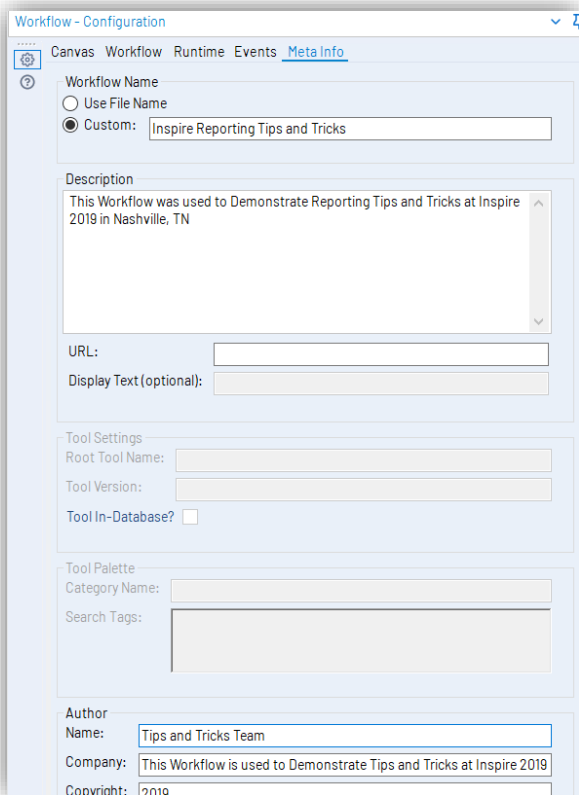 Workflow - Configuration
Canvas Workflow Runtime Events Meta Info
Workflow Name
Use File Name
Custom: Inspire Reporting Tips and Tricks
Description
This Workflow was used to Demonstrate Reporting Tips and Tricks at Inspire
2019 in Nashville, TN
URL:
Display Text (optional):
Tool Settings
Root Tool Name:
Tool Version:
Tool In-Database?
Tool Palette
Category Name:
Search Tags:
Author
Name: Tips and Tricks Team
Company: This Workflow is used to Demonstrate Tips and Tricks at Inspire 2019
Copyright: 2019